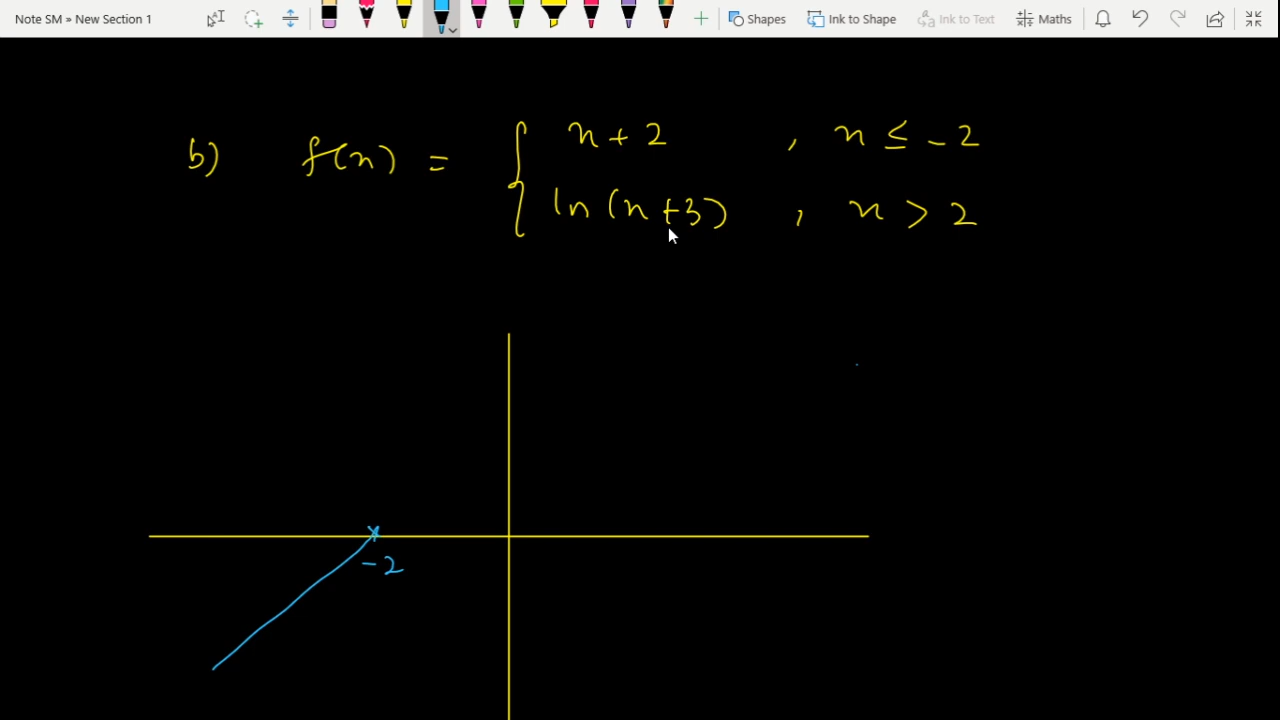 Note SM » New Section 1
Shapes
Ink to Shape
Ink to Text
Maths
b) f(x) = { x + 2 , x ≤ -2
ln (x + 3) , x > 2
-2